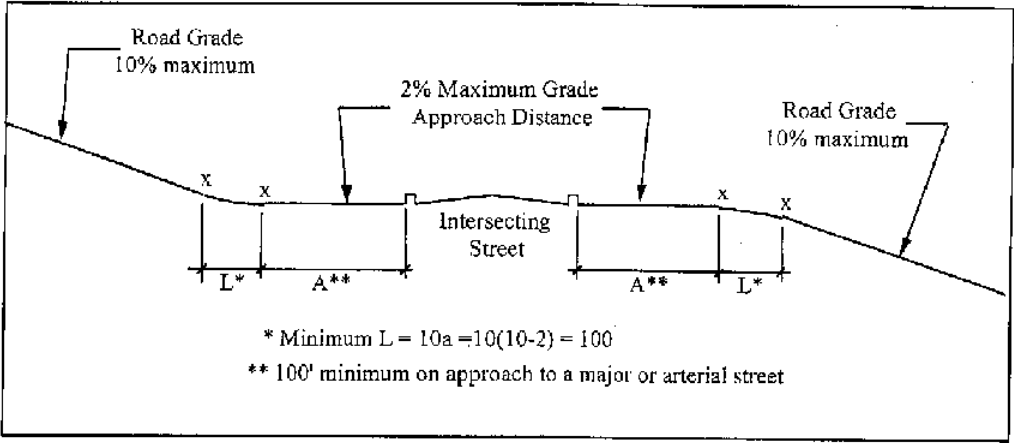 Road Grade
10% maximum
2% Maximum Grade
Approach Distance
Road Grade
10% maximum
x
x
x
x
Intersecting
Street
L*
A**
A**
L*
* Minimum L = 10a =10(10-2) = 100
** 100' minimum on approach to a major or arterial street